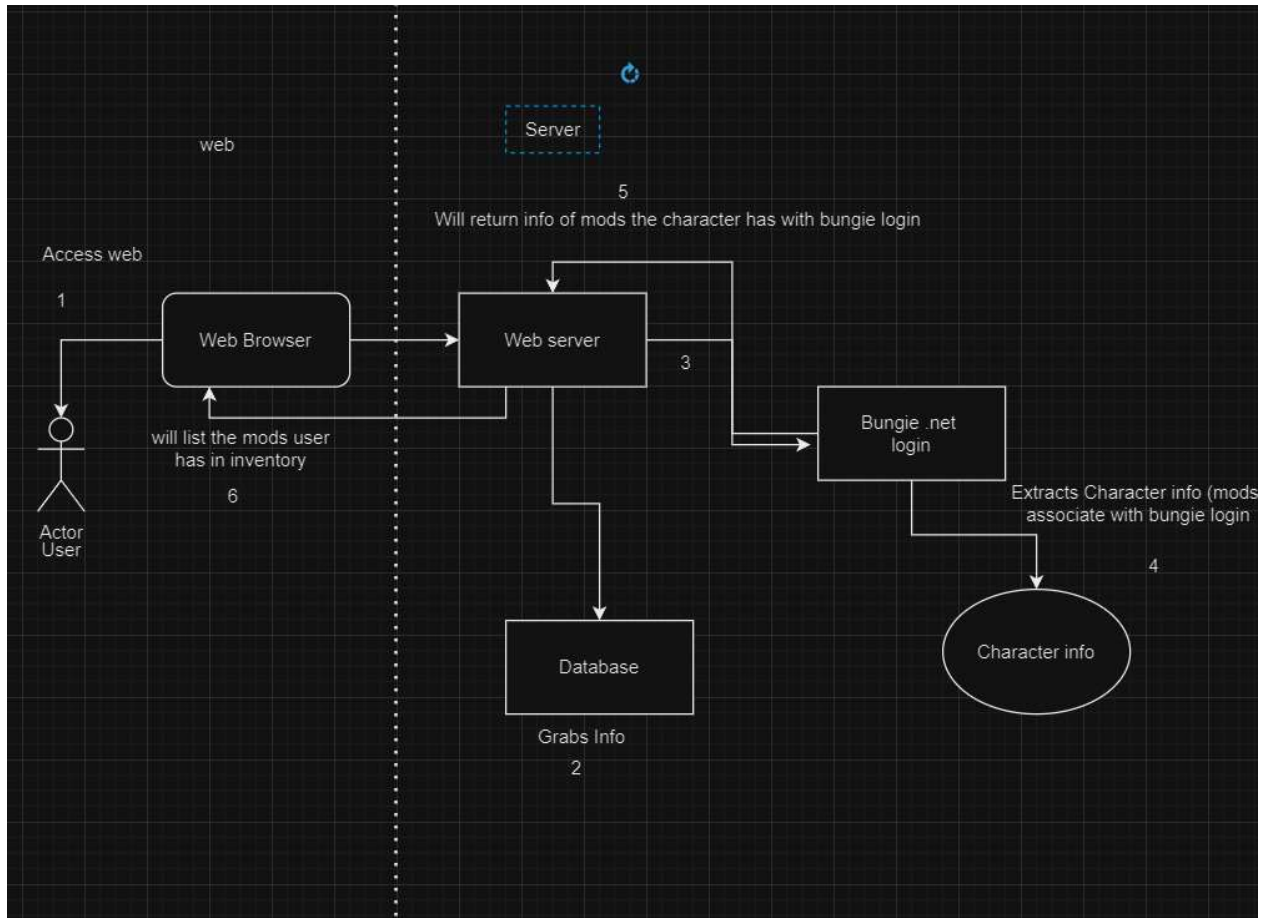 Server
web
5
Will return info of mods the character has with bungie login
Access web
1
Web Browser
Web server
3
will list the mods user
has in inventory
6
Bungie .net
login
Extracts Character info (mods
associate with bungie login
4
Actor
User
Character info
Database
Grabs Info
2